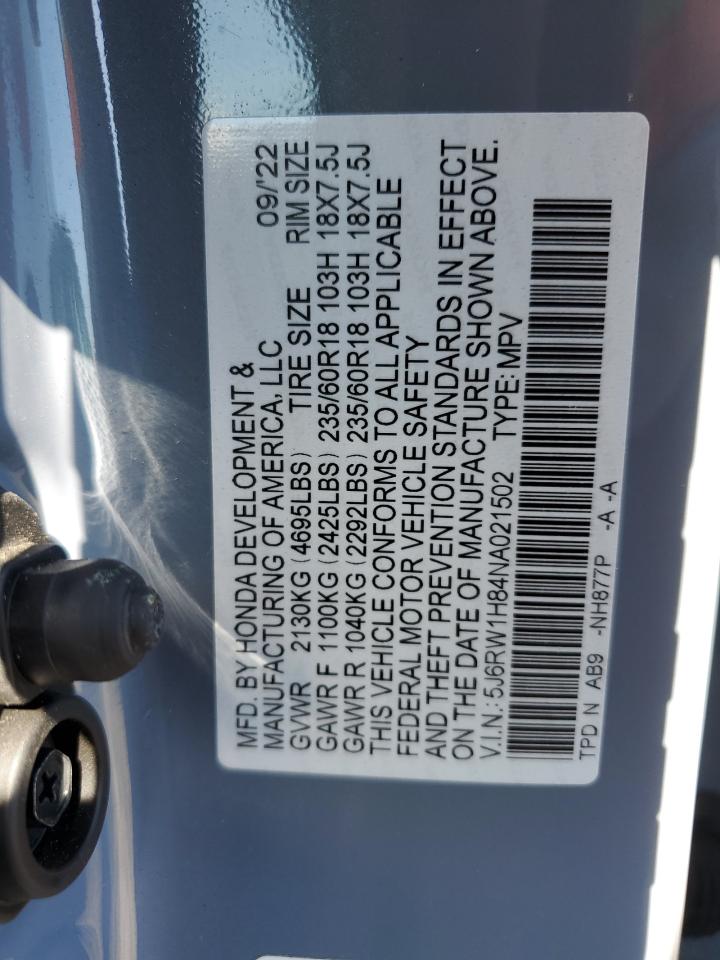 MFD. BY HONDA DEVELOPMENT &
MANUFACTURING OF AMERICA, LLC 09/'22
GVWR 2130KG (4695LBS) TIRE SIZE RIM SIZE
GAWR F 1100KG (2425LBS) 235/60R18 103H 18X7.5J
GAWR R 1040KG (2292LBS) 235/60R18 103H 18X7.5J
THIS VEHICLE CONFORMS TO ALL APPLICABLE
FEDERAL MOTOR VEHICLE SAFETY
AND THEFT PREVENTION STANDARDS IN EFFECT
ON THE DATE OF MANUFACTURE SHOWN ABOVE.
V.I.N.: 5J6RW1H84NA021502 TYPE: MPV
TPD N AB9 -NH877P -A -A